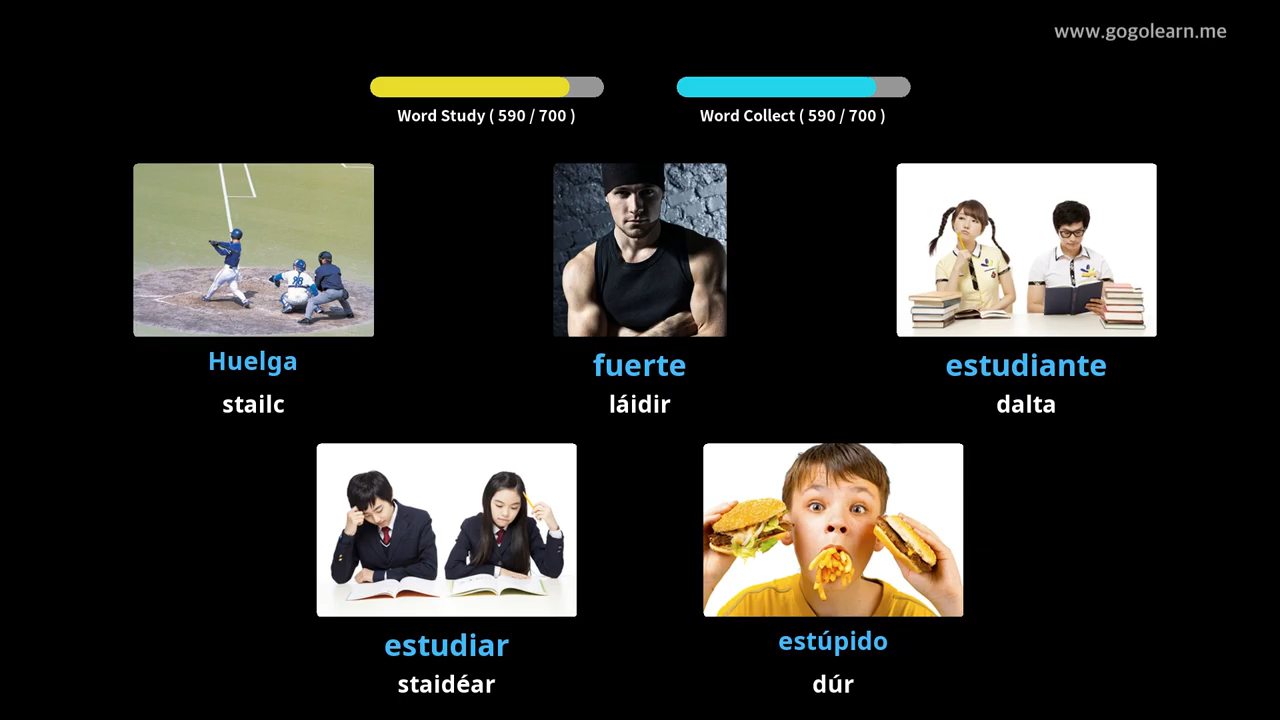 www.gogolearn.me
Word Study ( 590 / 700 )
Word Collect ( 590 / 700 )
Huelga
stailc
fuerte
láidir
estudiante
dalta
estudiar
staidéar
estúpido
dúr